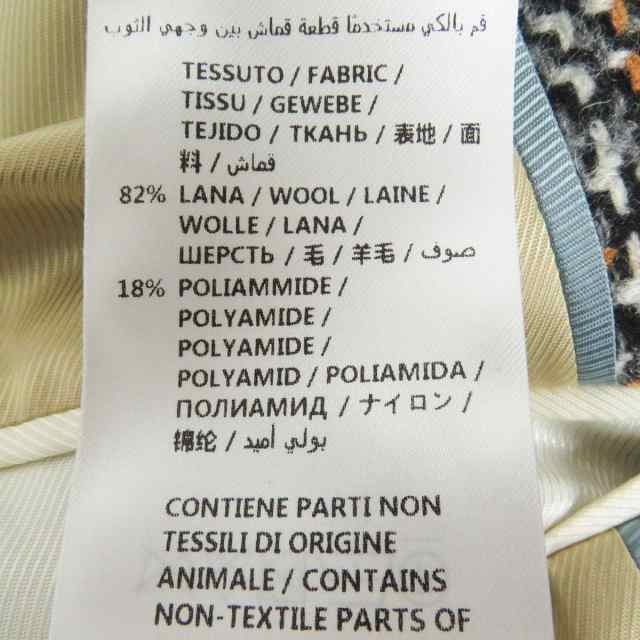 قم بالكي مستخدمًا قطعة قماش بين وجهي الثوب
TESSUTO / FABRIC /
TISSU / GEWEBE /
TEJIDO / ТКАНЬ / 表地 / 面
料 / قماش
82% LANA / WOOL / LAINE /
WOLLE / LANA /
ШЕРСТЬ / 毛 / 羊毛 / صوف
18% POLIAMMIDE /
POLYAMIDE /
POLYAMIDE /
POLYAMID / POLIAMIDA /
ПОЛИАМИД / ナイロン /
锦纶 / بولي أميد
CONTIENE PARTI NON
TESSILI DI ORIGINE
ANIMALE / CONTAINS
NON-TEXTILE PARTS OF